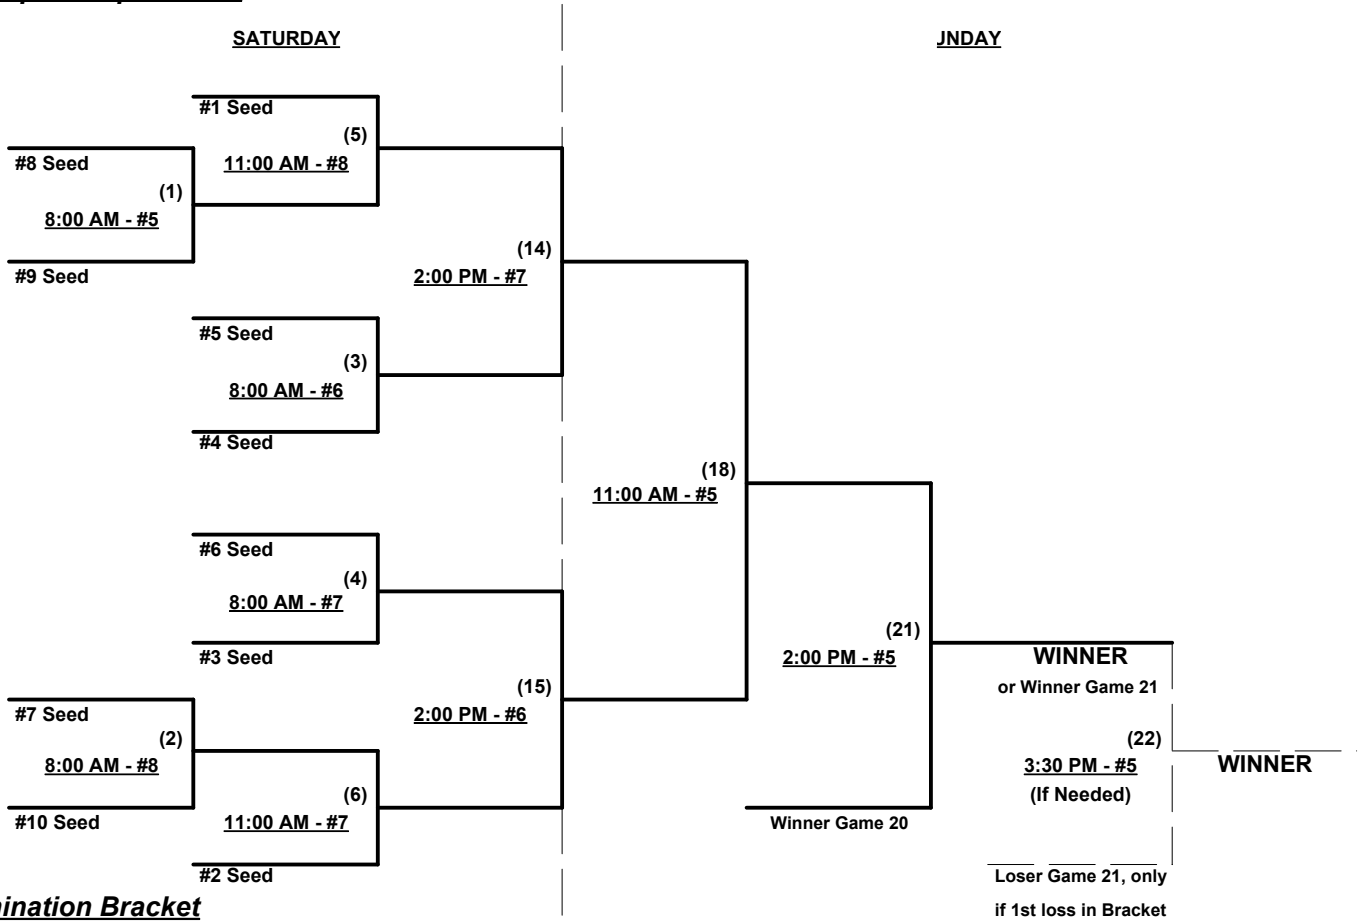 SATURDAY
JNDAY
#1 Seed
(5)
#8 Seed
11:00 AM - #8
(1)
8:00 AM - #5
(14)
#9 Seed
2:00 PM - #7
#5 Seed
(3)
8:00 AM - #6
#4 Seed
(18)
11:00 AM - #5
#6 Seed
(4)
8:00 AM - #7
(21)
#3 Seed
2:00 PM - #5
WINNER
(15)
or Winner Game 21
#7 Seed
2:00 PM - #6
(2)
(22)
8:00 AM - #8
3:30 PM - #5
WINNER
(6)
(If Needed)
#10 Seed
11:00 AM - #7
Winner Game 20
#2 Seed
Loser Game 21, only
ination Bracket
if 1st loss in Bracket